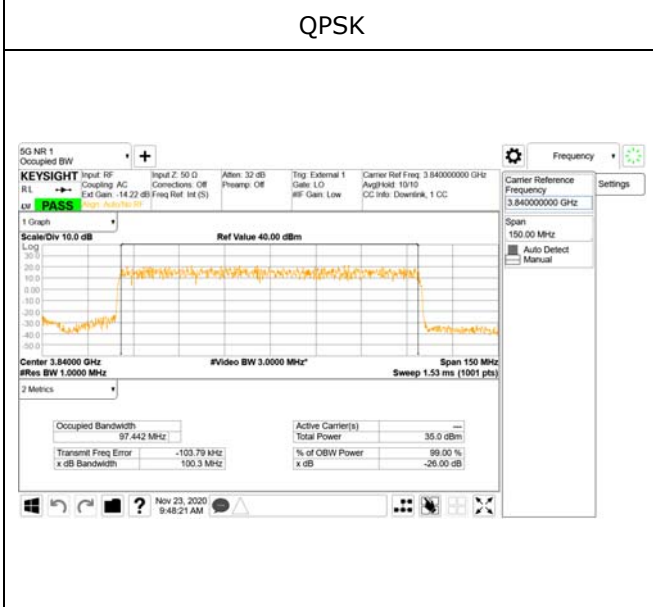 QPSK
5G NR 1
Occupied BW
Frequency
KEYSIGHT
Input: RF
Coupling: AC
Ext Gain: -14.22 dB
Input Z: 50 Ω
Corrections: Off
Freq Ref: Int (S)
Atten: 32 dB
Preamp: Off
Trig: External 1
Gate: LO
#IF Gain: Low
Carrier Ref Freq: 3.840000000 GHz
Avg|Hold: 10/10
CC Info: Downlink, 1 CC
RL
PASS
Align: Auto/No RF
Carrier Reference
Frequency
3.840000000 GHz
Settings
Span
150.00 MHz
Auto Detect
Manual
1 Graph
Scale/Div 10.0 dB
Ref Value 40.00 dBm
Log
30.0
20.0
10.0
0.00
-10.0
-20.0
-30.0
-40.0
-50.0
Center 3.84000 GHz
#Video BW 3.0000 MHz*
Span 150 MHz
#Res BW 1.0000 MHz
Sweep 1.53 ms (1001 pts)
2 Metrics
Occupied Bandwidth
97.442 MHz
Active Carrier(s)
---
Total Power
35.0 dBm
Transmit Freq Error
-103.79 kHz
% of OBW Power
99.00 %
x dB Bandwidth
100.3 MHz
x dB
-26.00 dB
?
Nov 23, 2020
9:48:21 AM